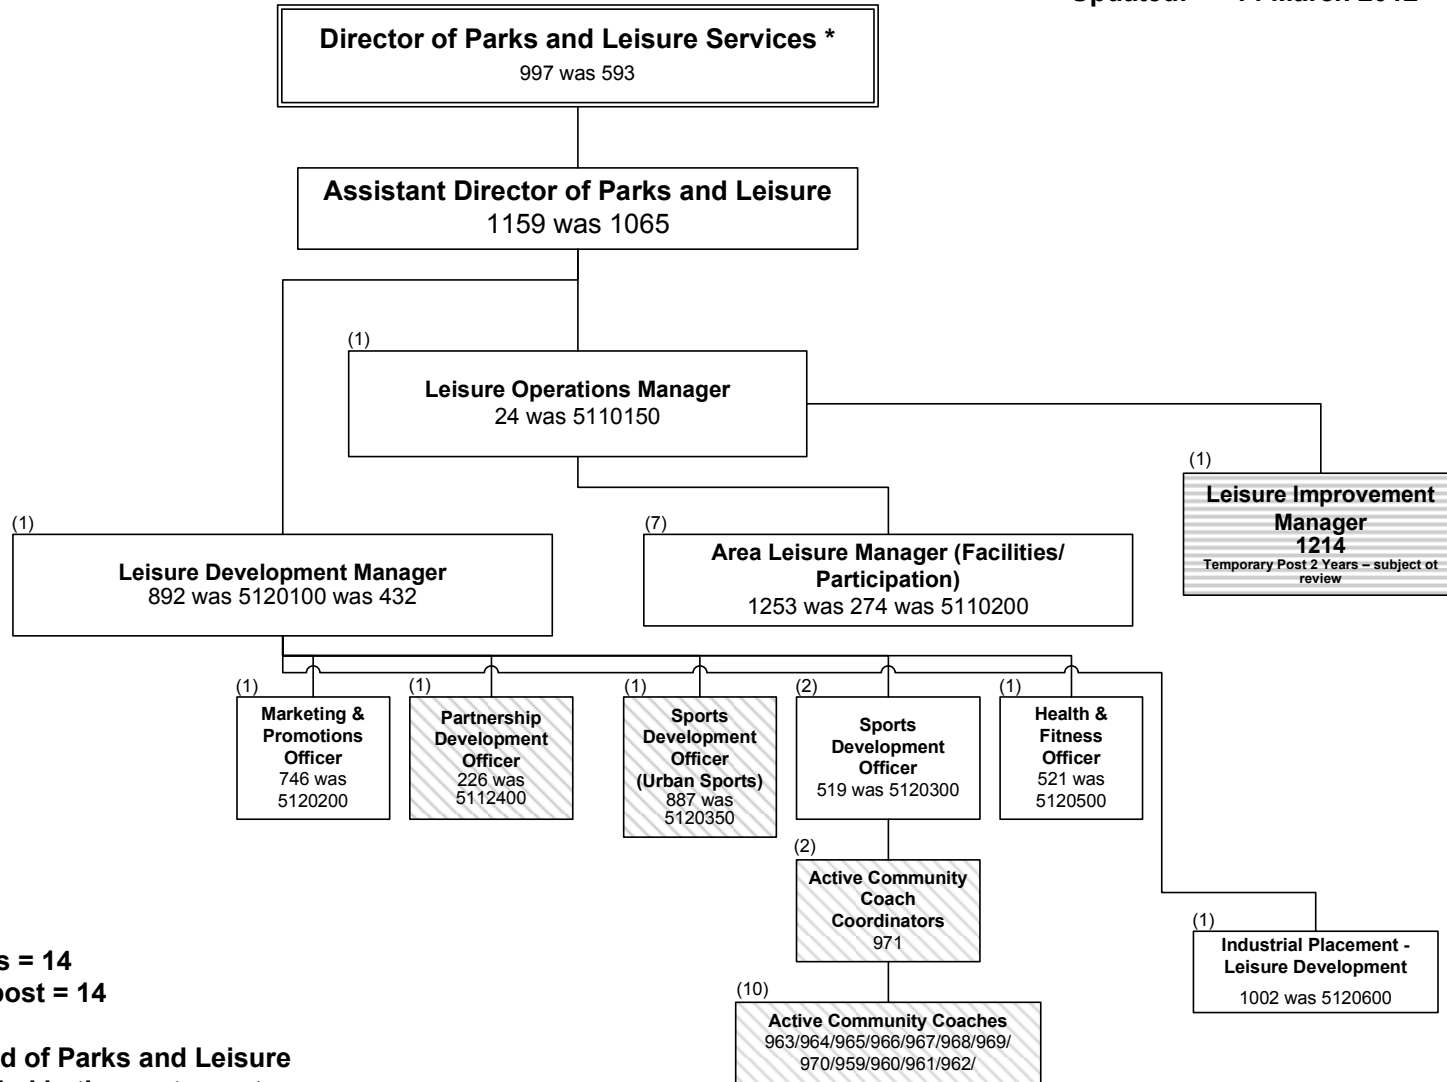 Director of Parks and Leisure Services *
997 was 593
Assistant Director of Parks and Leisure
1159 was 1065
(1)
Leisure Operations Manager
24 was 5110150
(1)
Leisure Improvement
Manager
1214
Temporary Post 2 Years – subject ot
review
(1)
Leisure Development Manager
892 was 5120100 was 432
(7)
Area Leisure Manager (Facilities/
Participation)
1253 was 274 was 5110200
(1)
Marketing &
Promotions
Officer
746 was
5120200
(1)
Partnership
Development
Officer
226 was
5112400
(1)
Sports
Development
Officer
(Urban Sports)
887 was
5120350
(2)
Sports
Development
Officer
519 was 5120300
(1)
Health &
Fitness
Officer
521 was
5120500
(2)
Active Community
Coach
Coordinators
971
(1)
Industrial Placement -
Leisure Development
1002 was 5120600
(10)
Active Community Coaches
963/964/965/966/967/968/969/
970/959/960/961/962/
= 14
= 14
of Parks and Leisure